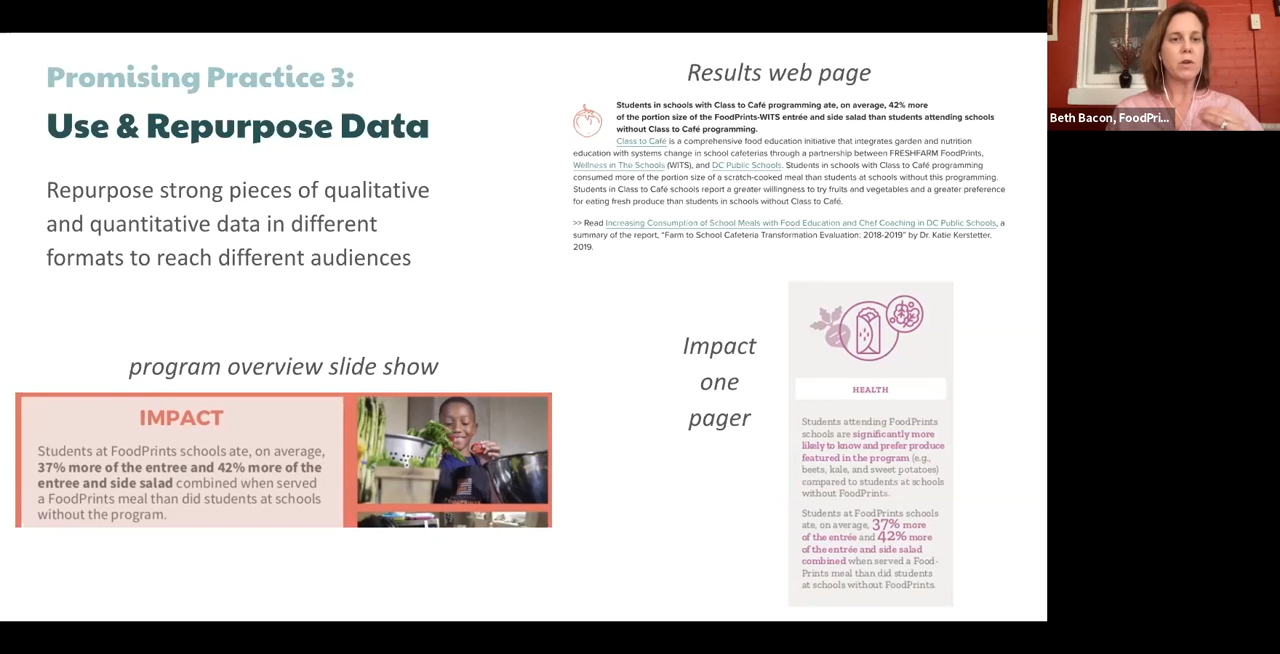 Promising Practice 3:
Use & Repurpose Data
Repurpose strong pieces of qualitative
and quantitative data in different
formats to reach different audiences
program overview slide show
IMPACT
Students at FoodPrints schools ate, on average,
37% more of the entree and 42% more of the
entree and side salad combined when served
a FoodPrints meal than did students at schools
without the program.
Results web page
Students in schools with Class to Café programming ate, on average, 42% more
of the portion size of the FoodPrints-WITS entrée and side salad than students attending schools
without Class to Café programming.
Class to Café is a comprehensive food education initiative that integrates garden and nutrition
education with systems change in school cafeterias through a partnership between FRESHFARM FoodPrints,
Wellness in The Schools (WITS), and DC Public Schools. Students in schools with Class to Café programming
consumed more of the portion size of a scratch-cooked meal than students at schools without this programming.
Students in Class to Café schools report a greater willingness to try fruits and vegetables and a greater preference
for eating fresh produce than students in schools without Class to Café.
>> Read Increasing Consumption of School Meals with Food Education and Chef Coaching in DC Public Schools, a
summary of the report, “Farm to School Cafeteria Transformation Evaluation: 2018-2019” by Dr. Katie Kerstetter.
2019.
Impact
one
pager
HEALTH
Students attending FoodPrints
schools are significantly more
likely to know and prefer produce
featured in the program (e.g.,
beets, kale, and sweet potatoes)
compared to students at schools
without FoodPrints.
Students at FoodPrints schools
ate, on average, 37% more
of the entrée and 42% more
of the entrée and side salad
combined when served a Food-
Prints meal than did students
at schools without FoodPrints.
Beth Bacon, FoodPri...